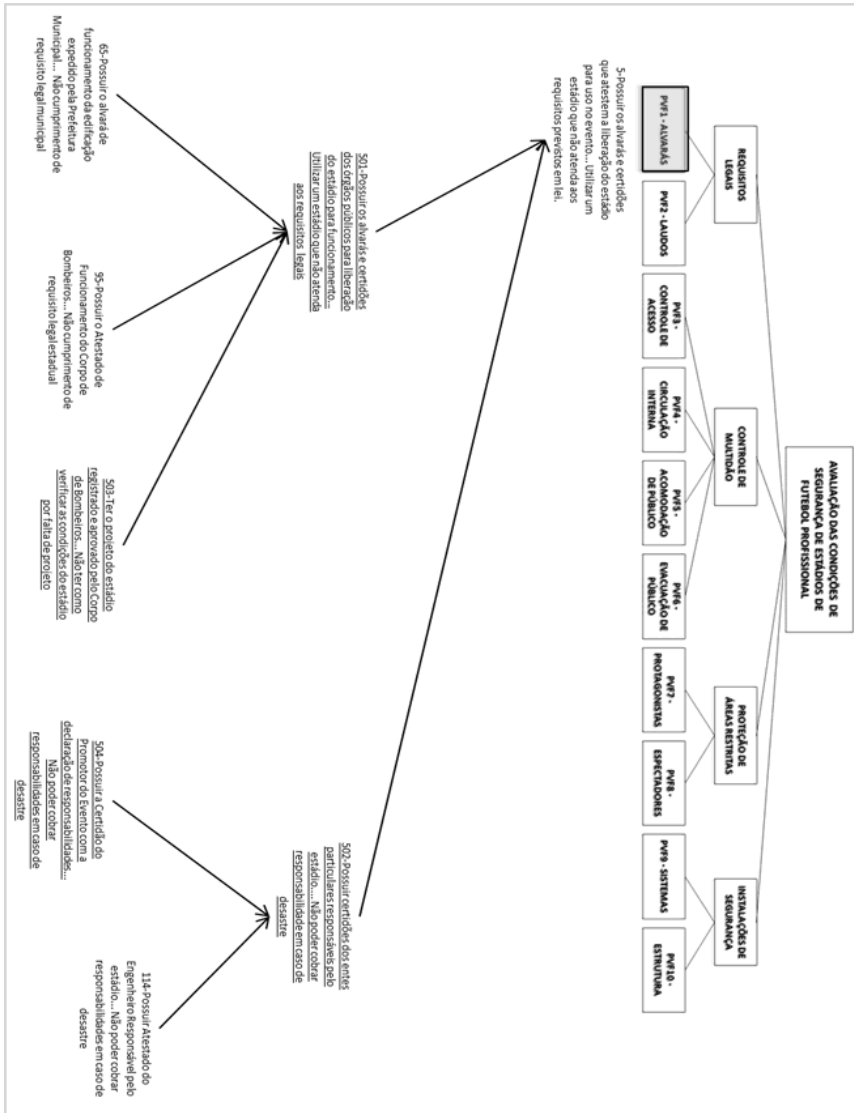 AVALIAÇÃO DAS CONDIÇÕES DE
SEGURANÇA DE ESTÁDIOS DE
FUTEBOL PROFISSIONAL
REQUISITOS
LEGAIS
CONTROLE DE
MULTIDÃO
PROTEÇÃO DE
ÁREAS RESTRITAS
INSTALAÇÕES DE
SEGURANÇA
PVF1 - ALVARÁS
PVF2 - LAUDOS
PVF3 -
CONTROLE DE
ACESSO
PVF4 -
CIRCULAÇÃO
INTERNA
PVF5 -
ACOMODAÇÃO
DE PÚBLICO
PVF6 -
EVACUAÇÃO DE
PÚBLICO
PVF7 -
PROTAGONISTAS
PVF8 -
ESPECTADORES
PVF9 - SISTEMAS
PVF10 -
ESTRUTURA
5-Possuir os alvarás e certidões
que atestem a liberação do estádio
para uso no evento... Utilizar um
estádio que não atenda aos
requisitos previstos em lei.
501-Possuir os alvarás e certidões
dos órgãos públicos para liberação
do estádio para funcionamento...
Utilizar um estádio que não atenda
aos requisitos legais
502-Possuir certidões dos entes
particulares responsáveis pelo
estádio.... Não poder cobrar
responsabilidade em caso de
desastre
65-Possuir o alvará de
funcionamento da edificação
expedido pela Prefeitura
Municipal... Não cumprimento de
requisito legal municipal
95-Possuir o Atestado de
Funcionamento do Corpo de
Bombeiros... Não cumprimento de
requisito legal estadual
503-Ter o projeto do estádio
registrado e aprovado pelo Corpo
de Bombeiros... Não ter como
verificar as condições do estádio
por falta de projeto
504-Possuir a Certidão do
Promotor do Evento com a
declaração de responsabilidades...
Não poder cobrar
responsabilidades em caso de
desastre
114-Possuir Atestado do
Engenheiro Responsável pelo
estádio... Não poder cobrar
responsabilidades em caso de
desastre